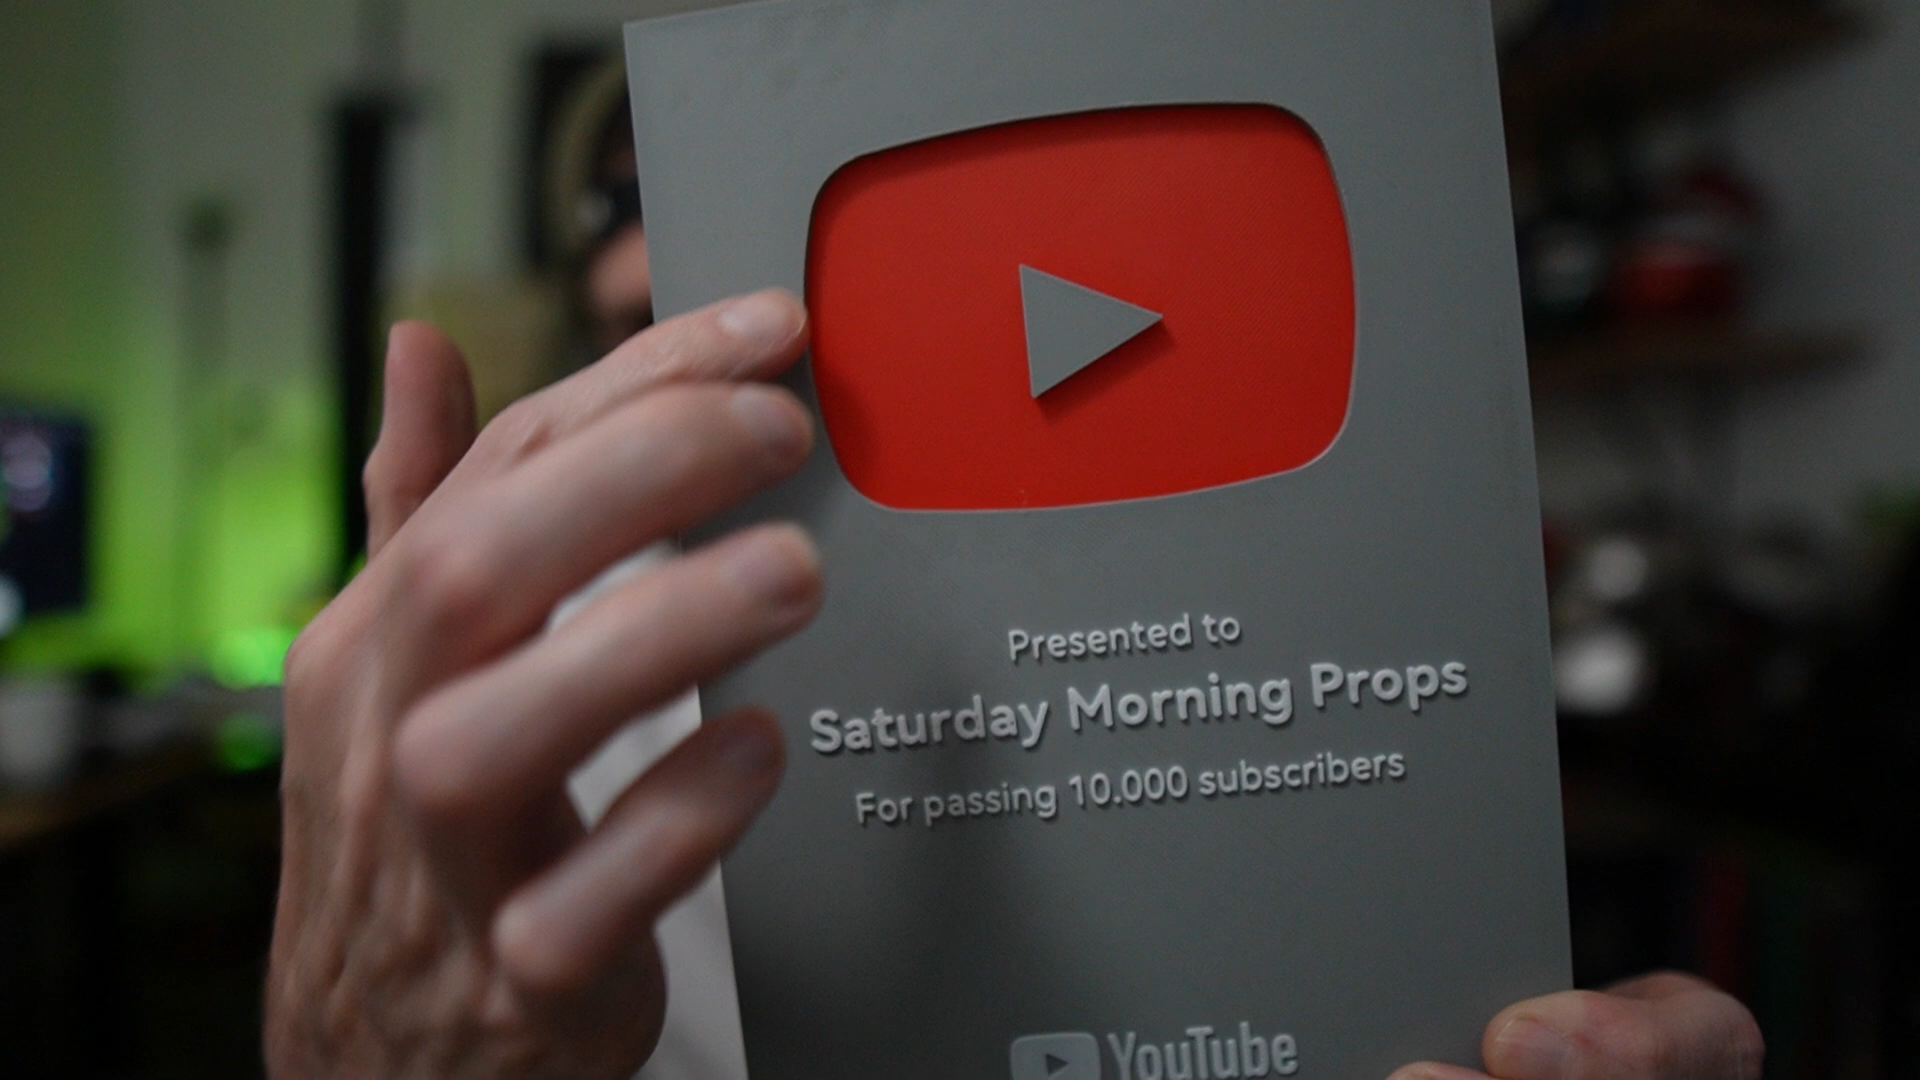 Presented to
Saturday Morning Props
For passing 10.000 subscribers
YouTube